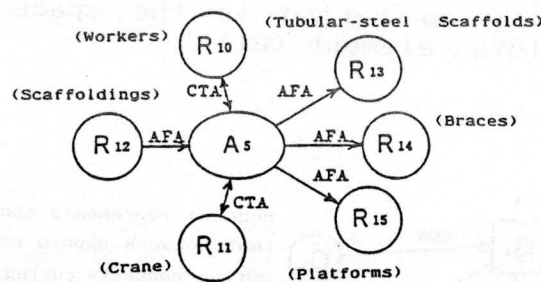 (Workers)
(Tubular-steel Scaffolds)
R10
R13
CTA
AFA
(Scaffoldings)
(Braces)
R12
AFA
A5
AFA
R14
AFA
CTA
R11
R15
(Crane)
(Platforms)